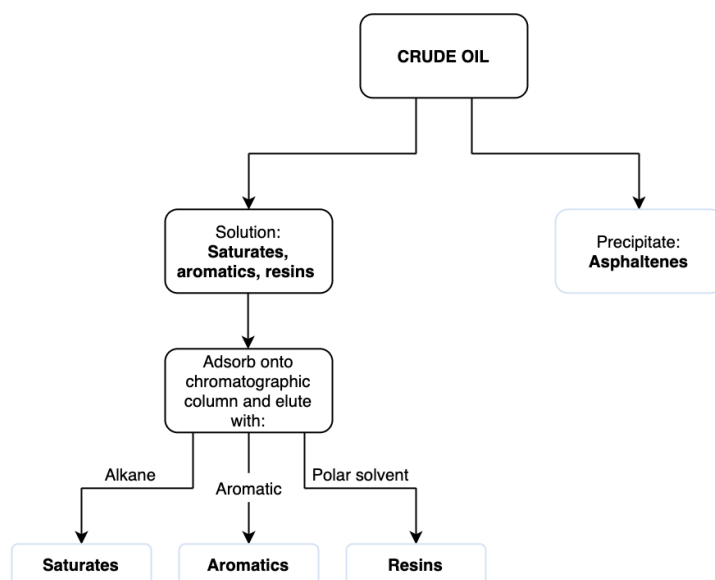 CRUDE OIL
Solution:
Saturates,
aromatics, resins
Precipitate:
Asphaltenes
Adsorb onto
chromatographic
column and elute
with:
Alkane
Aromatic
Polar solvent
Saturates
Aromatics
Resins